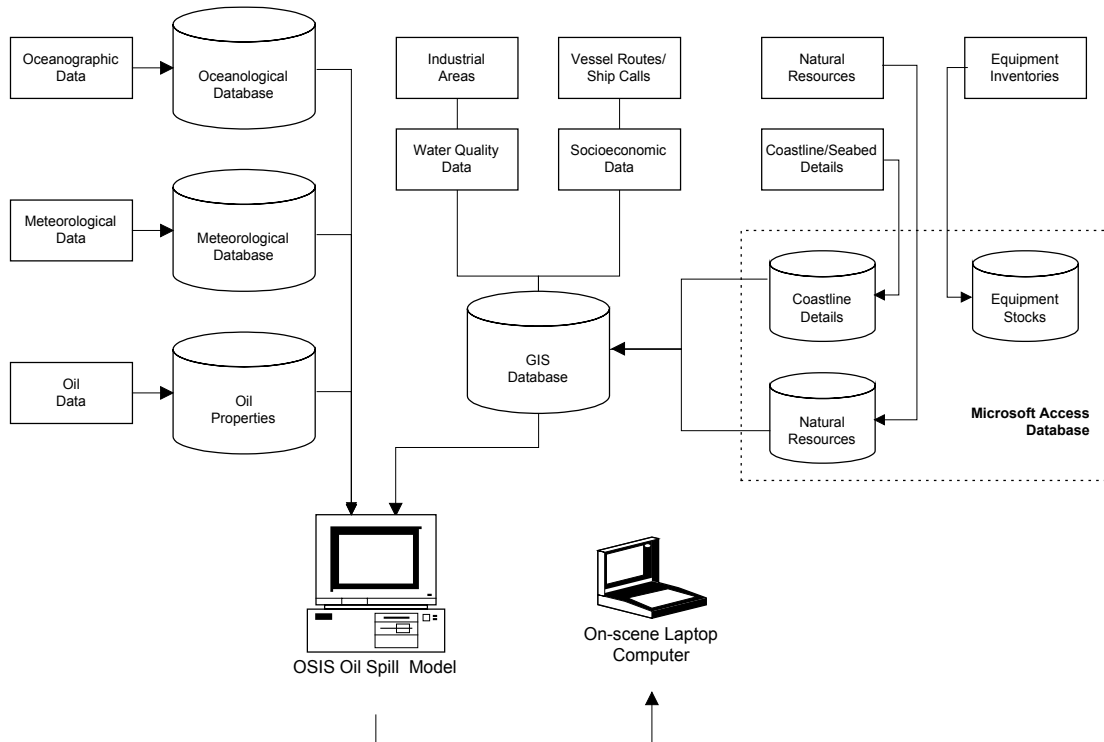 Oceanographic
Data
Oceanological
Database
Industrial
Areas
Vessel Routes/
Ship Calls
Natural
Resources
Equipment
Inventories
Water Quality
Data
Socioeconomic
Data
Coastline/Seabed
Details
Meteorological
Data
Meteorological
Database
Coastline
Details
Equipment
Stocks
GIS
Database
Oil
Data
Oil
Properties
Natural
Resources
Microsoft Access
Database
OSIS Oil Spill Model
On-scene Laptop
Computer